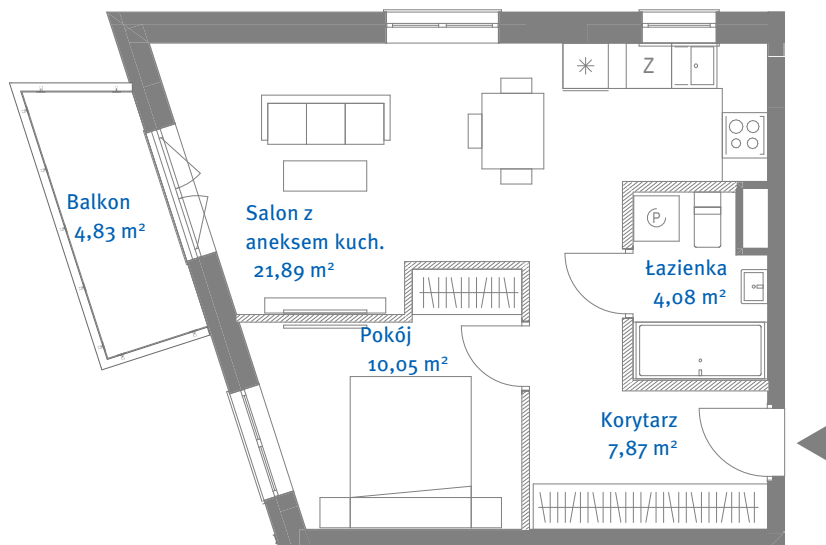 Z
Balkon
4,83 m²
Salon z
aneksem kuch.
21,89 m²
P
Łazienka
4,08 m²
Pokój
10,05 m²
Korytarz
7,87 m²